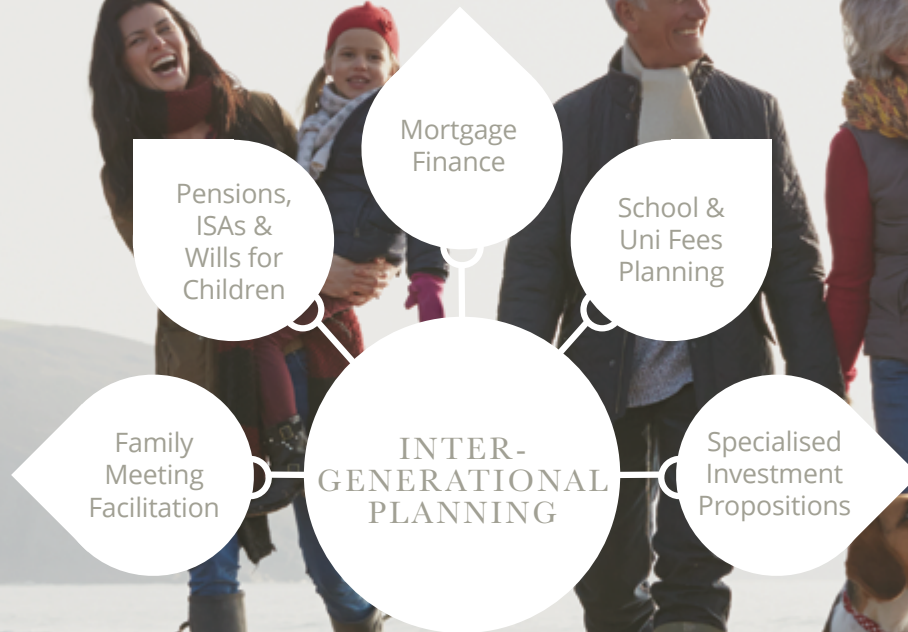 Mortgage
Finance
Pensions,
ISAs &
Wills for
Children
School &
Uni Fees
Planning
Family
Meeting
Facilitation
INTER-
GENERATIONAL
PLANNING
Specialised
Investment
Propositions